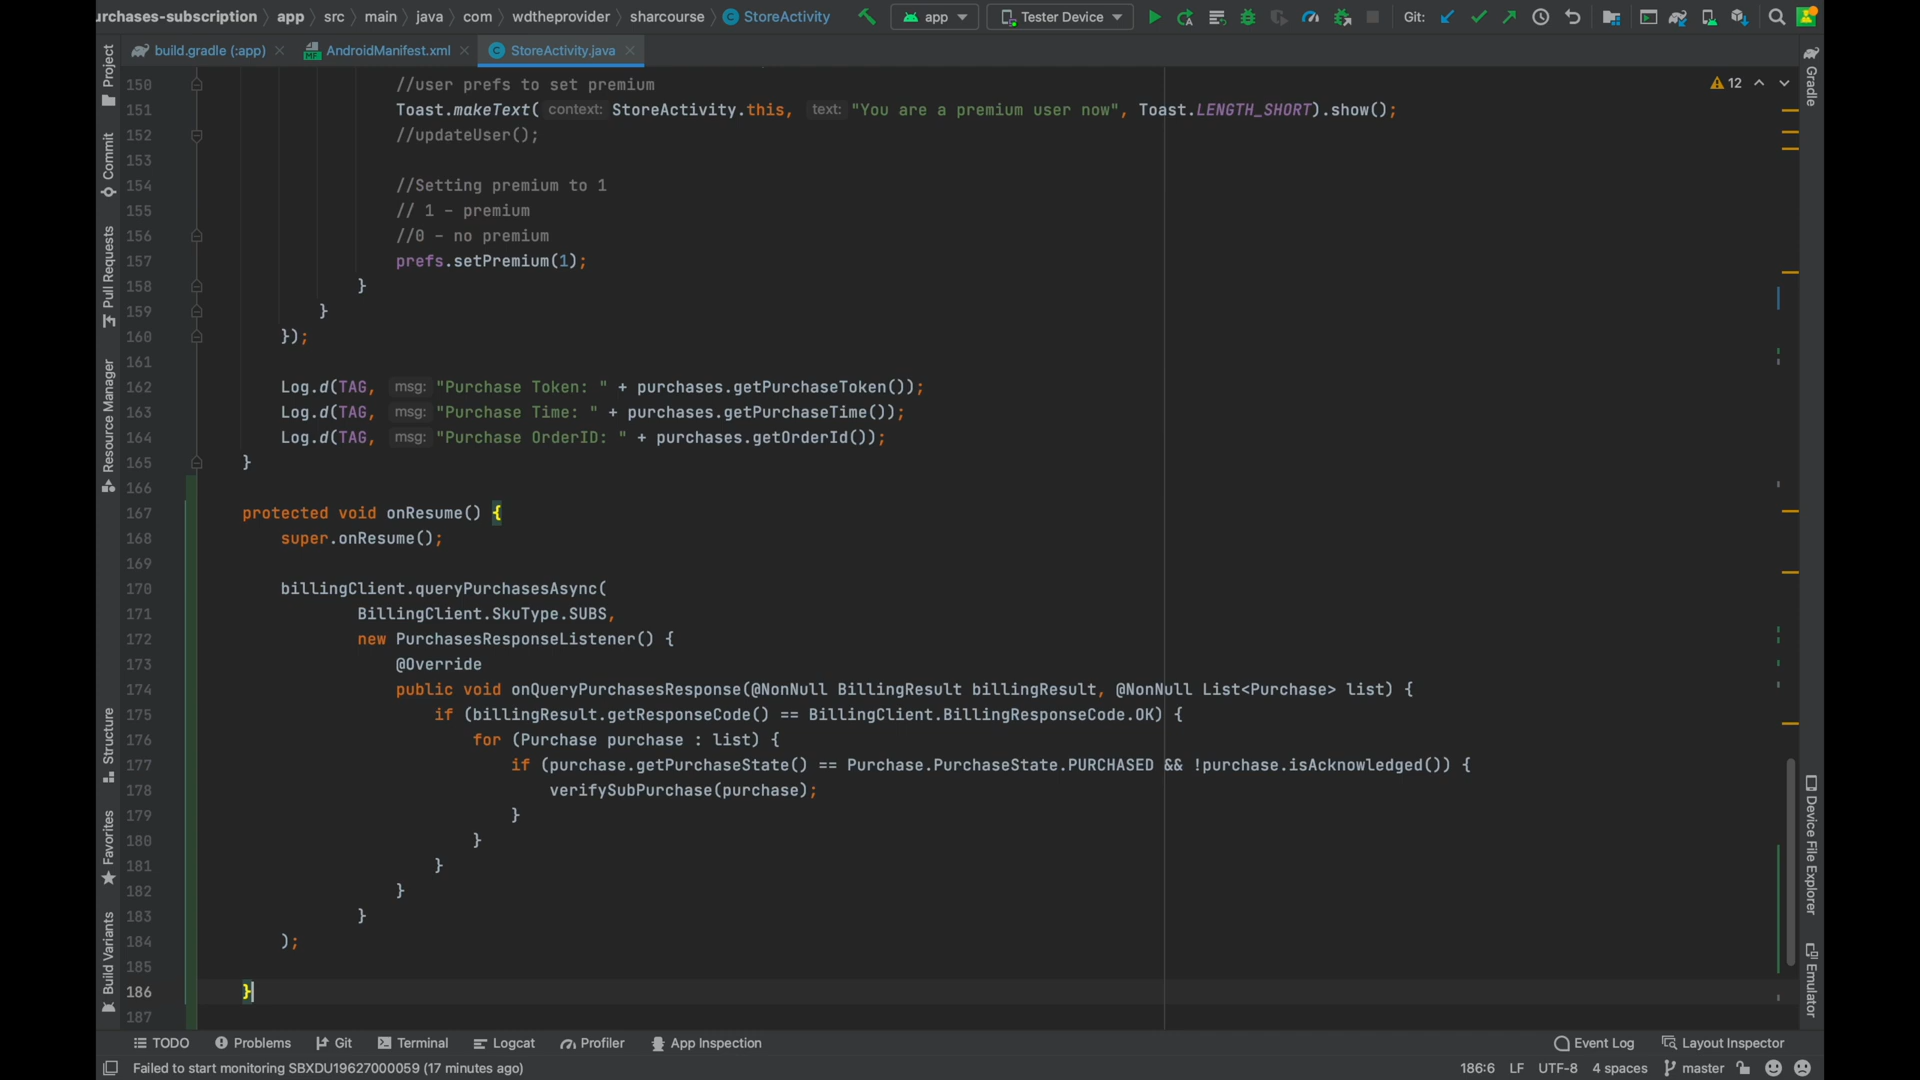 urchases-subscription app src main java com wdtheprovider sharcourse StoreActivity app Tester Device Git:
build.gradle (:app) AndroidManifest.xml StoreActivity.java
150 //user prefs to set premium
151 Toast.makeText( context: StoreActivity.this, text: "You are a premium user now", Toast.LENGTH_SHORT).show();
152 //updateUser();
153
154 //Setting premium to 1
155 // 1 - premium
156 //0 - no premium
157 prefs.setPremium(1);
158 }
159 }
160 });
161
162 Log.d(TAG, msg: "Purchase Token: " + purchases.getPurchaseToken());
163 Log.d(TAG, msg: "Purchase Time: " + purchases.getPurchaseTime());
164 Log.d(TAG, msg: "Purchase OrderID: " + purchases.getOrderId());
165 }
166
167 protected void onResume() {
168 super.onResume();
169
170 billingClient.queryPurchasesAsync(
171 BillingClient.SkuType.SUBS,
172 new PurchasesResponseListener() {
173 @Override
174 public void onQueryPurchasesResponse(@NonNull BillingResult billingResult, @NonNull List<Purchase> list) {
175 if (billingResult.getResponseCode() == BillingClient.BillingResponseCode.OK) {
176 for (Purchase purchase : list) {
177 if (purchase.getPurchaseState() == Purchase.PurchaseState.PURCHASED && !purchase.isAcknowledged()) {
178 verifySubPurchase(purchase);
179 }
180 }
181 }
182 }
183 }
184 );
185
186 }
187
12
Project
Commit
Pull Requests
Resource Manager
Structure
Favorites
Build Variants
Gradle
Device File Explorer
Emulator
TODO Problems Git Terminal Logcat Profiler App Inspection Event Log Layout Inspector
Failed to start monitoring SBXDU19627000059 (17 minutes ago) 186:6 LF UTF-8 4 spaces master